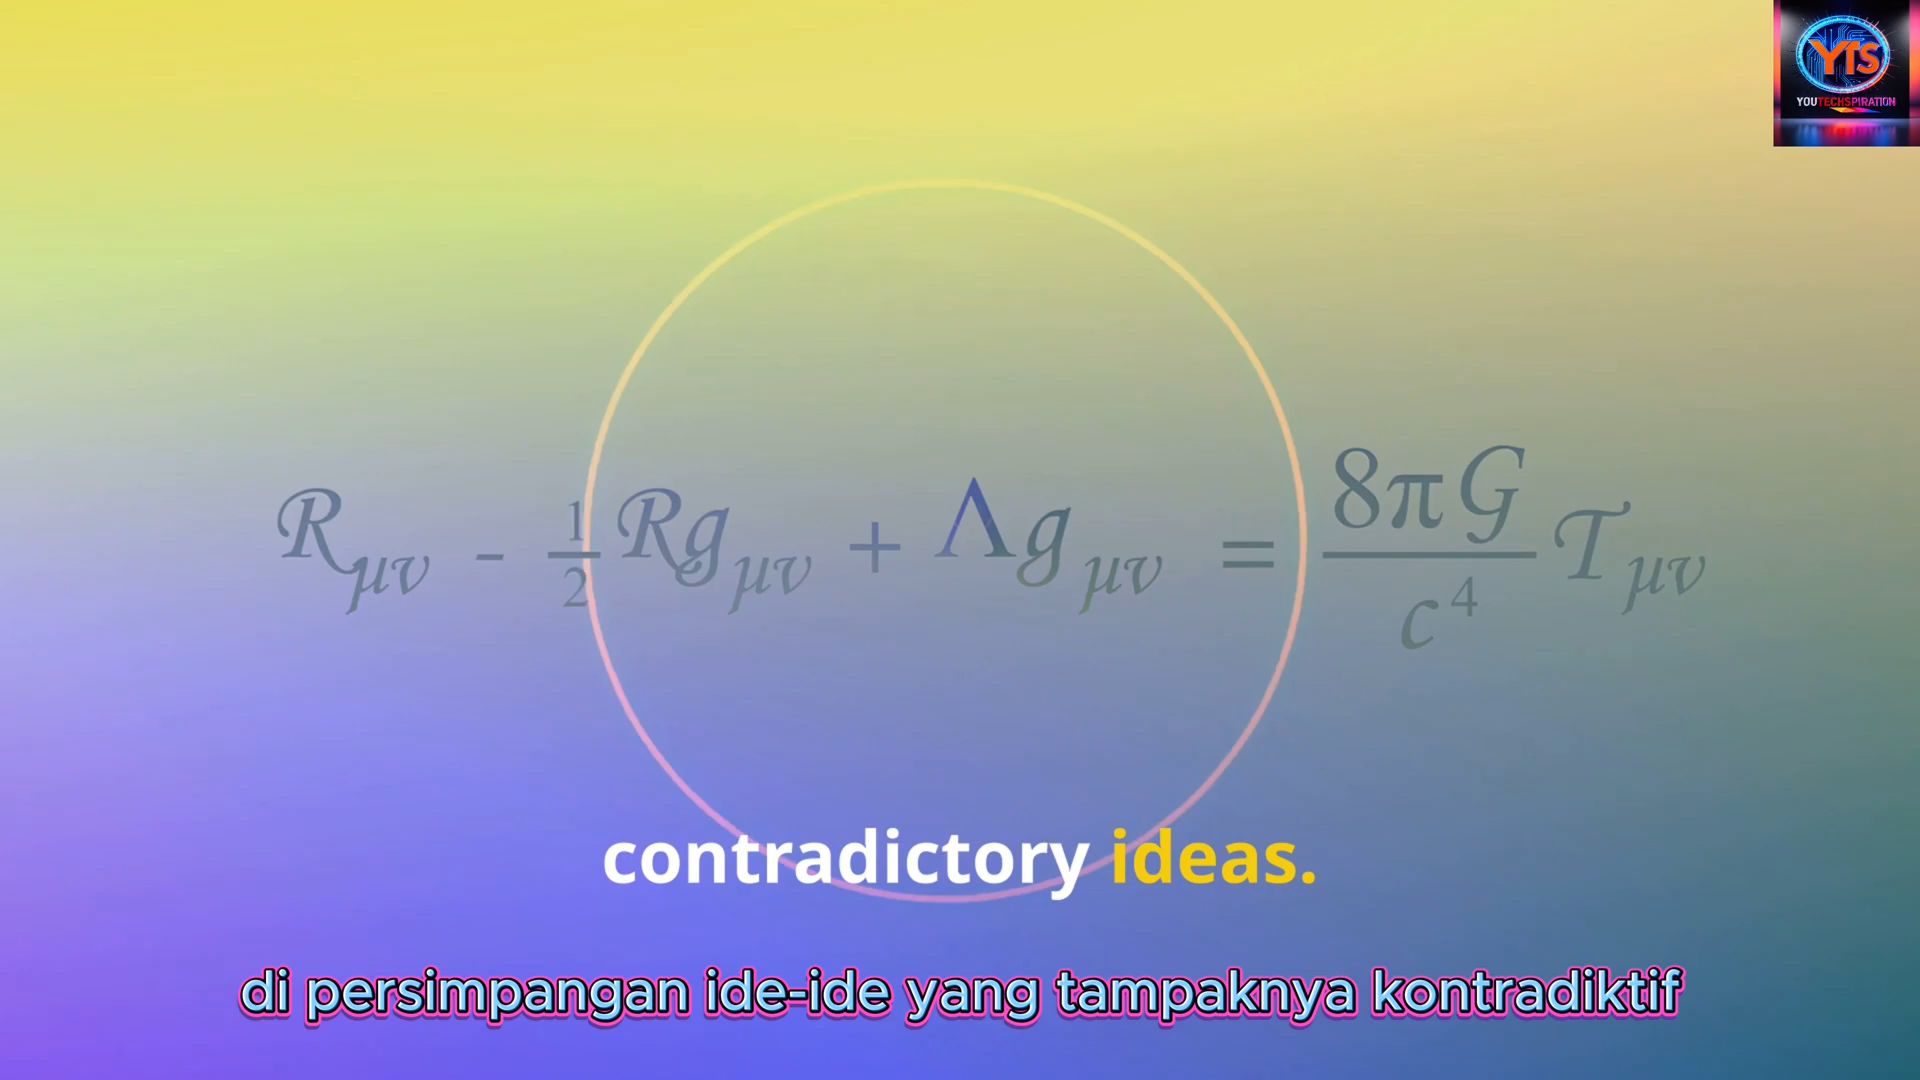 YTS
YOUTECHSPIRATION
ℛμν - 1/2 ℛgμν + Λgμν = 8πG/c⁴ 𝒯μν
contradictory ideas.
di persimpangan ide-ide yang tampaknya kontradiktif